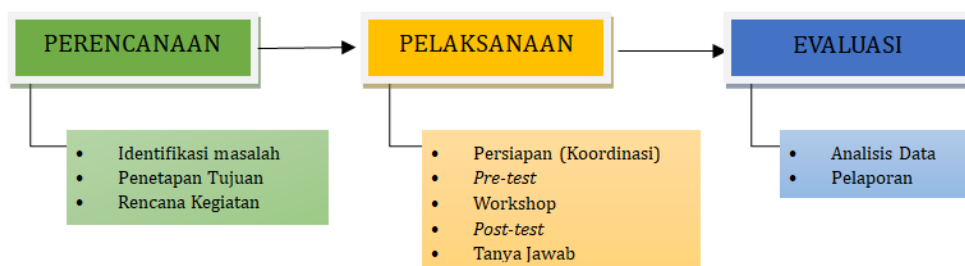 PERENCANAAN
• Identifikasi masalah
• Penetapan Tujuan
• Rencana Kegiatan
PELAKSANAAN
• Persiapan (Koordinasi)
• Pre-test
• Workshop
• Post-test
• Tanya Jawab
EVALUASI
• Analisis Data
• Pelaporan